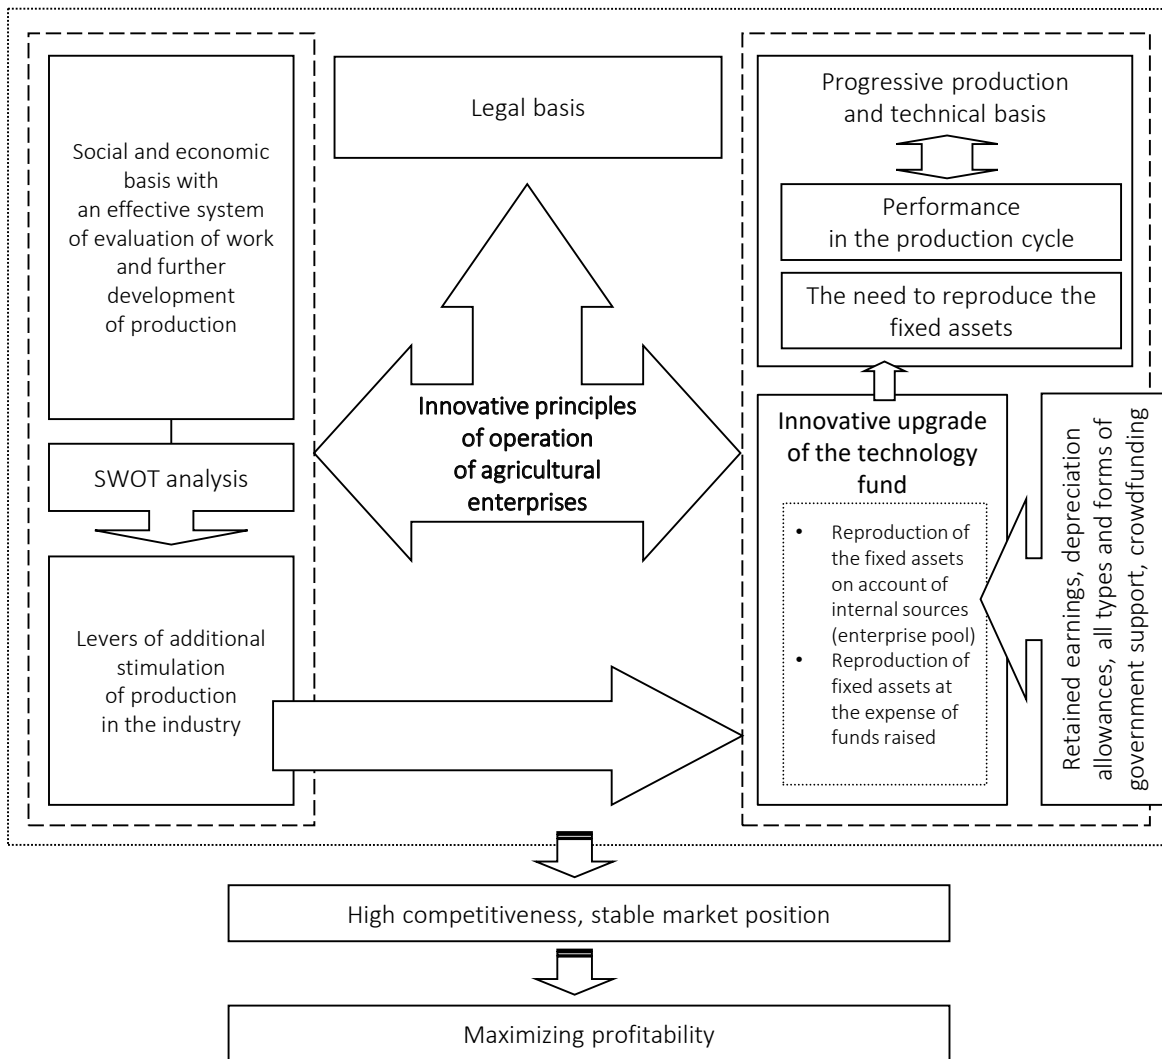 Social and economic
basis with
an effective system
of evaluation of work
and further
development
of production
SWOT analysis
Levers of additional
stimulation
of production
in the industry
Legal basis
Innovative principles
of operation
of agricultural
enterprises
Progressive production
and technical basis
Performance
in the production cycle
The need to reproduce the
fixed assets
Innovative upgrade
of the technology
fund
• Reproduction of
the fixed assets
on account of
internal sources
(enterprise pool)
• Reproduction of
fixed assets at
the expense of
funds raised
Retained earnings, depreciation
allowances, all types and forms of
government support, crowdfunding
High competitiveness, stable market position
Maximizing profitability